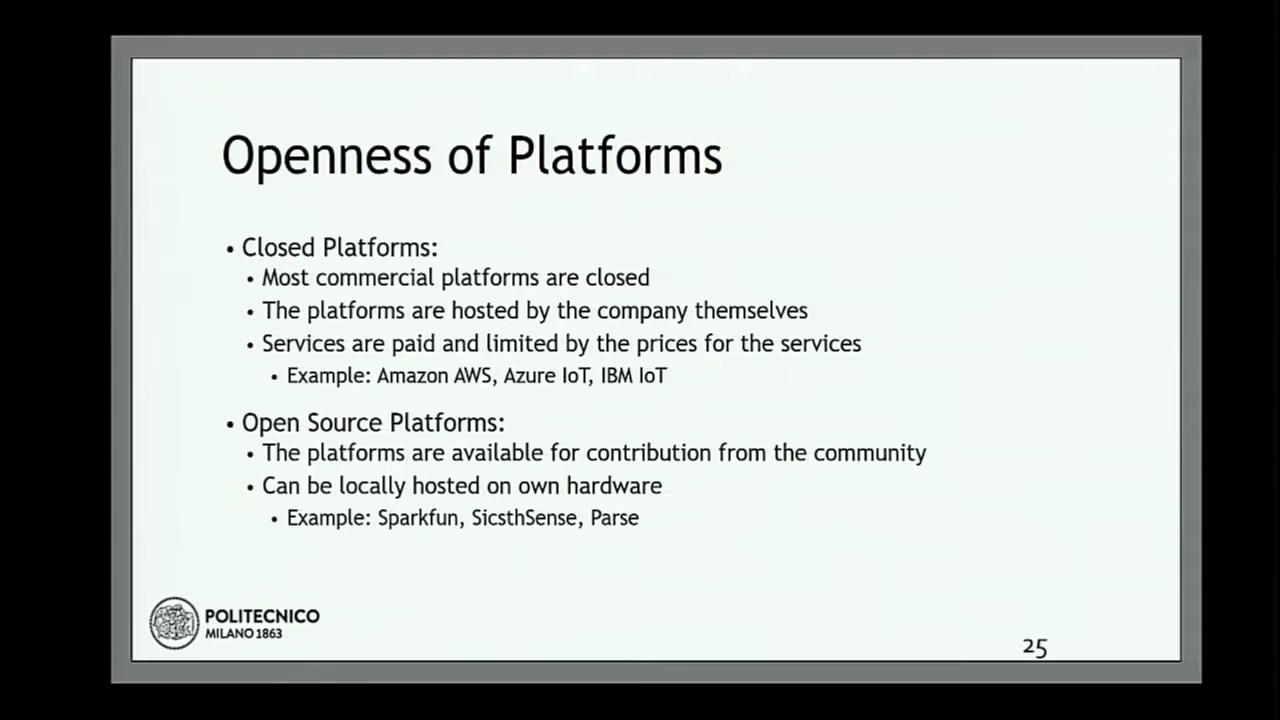 Openness of Platforms
• Closed Platforms:
• Most commercial platforms are closed
• The platforms are hosted by the company themselves
• Services are paid and limited by the prices for the services
• Example: Amazon AWS, Azure IoT, IBM IoT
• Open Source Platforms:
• The platforms are available for contribution from the community
• Can be locally hosted on own hardware
• Example: Sparkfun, SicsthSense, Parse
POLITECNICO
MILANO 1863
25